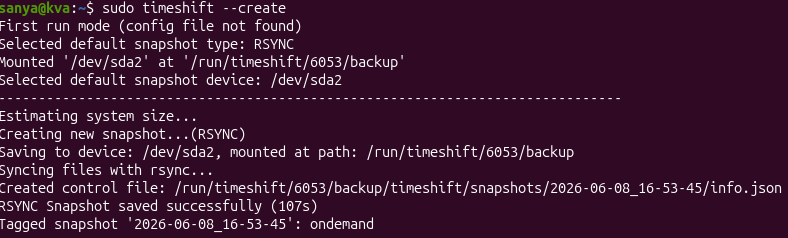 sanya@kva:~$ sudo timeshift --create
First run mode (config file not found)
Selected default snapshot type: RSYNC
Mounted '/dev/sda2' at '/run/timeshift/6053/backup'
Selected default snapshot device: /dev/sda2
------------------------------------------------------------------------------
Estimating system size...
Creating new snapshot...(RSYNC)
Saving to device: /dev/sda2, mounted at path: /run/timeshift/6053/backup
Syncing files with rsync...
Created control file: /run/timeshift/6053/backup/timeshift/snapshots/2026-06-08_16-53-45/info.json
RSYNC Snapshot saved successfully (107s)
Tagged snapshot '2026-06-08_16-53-45': ondemand